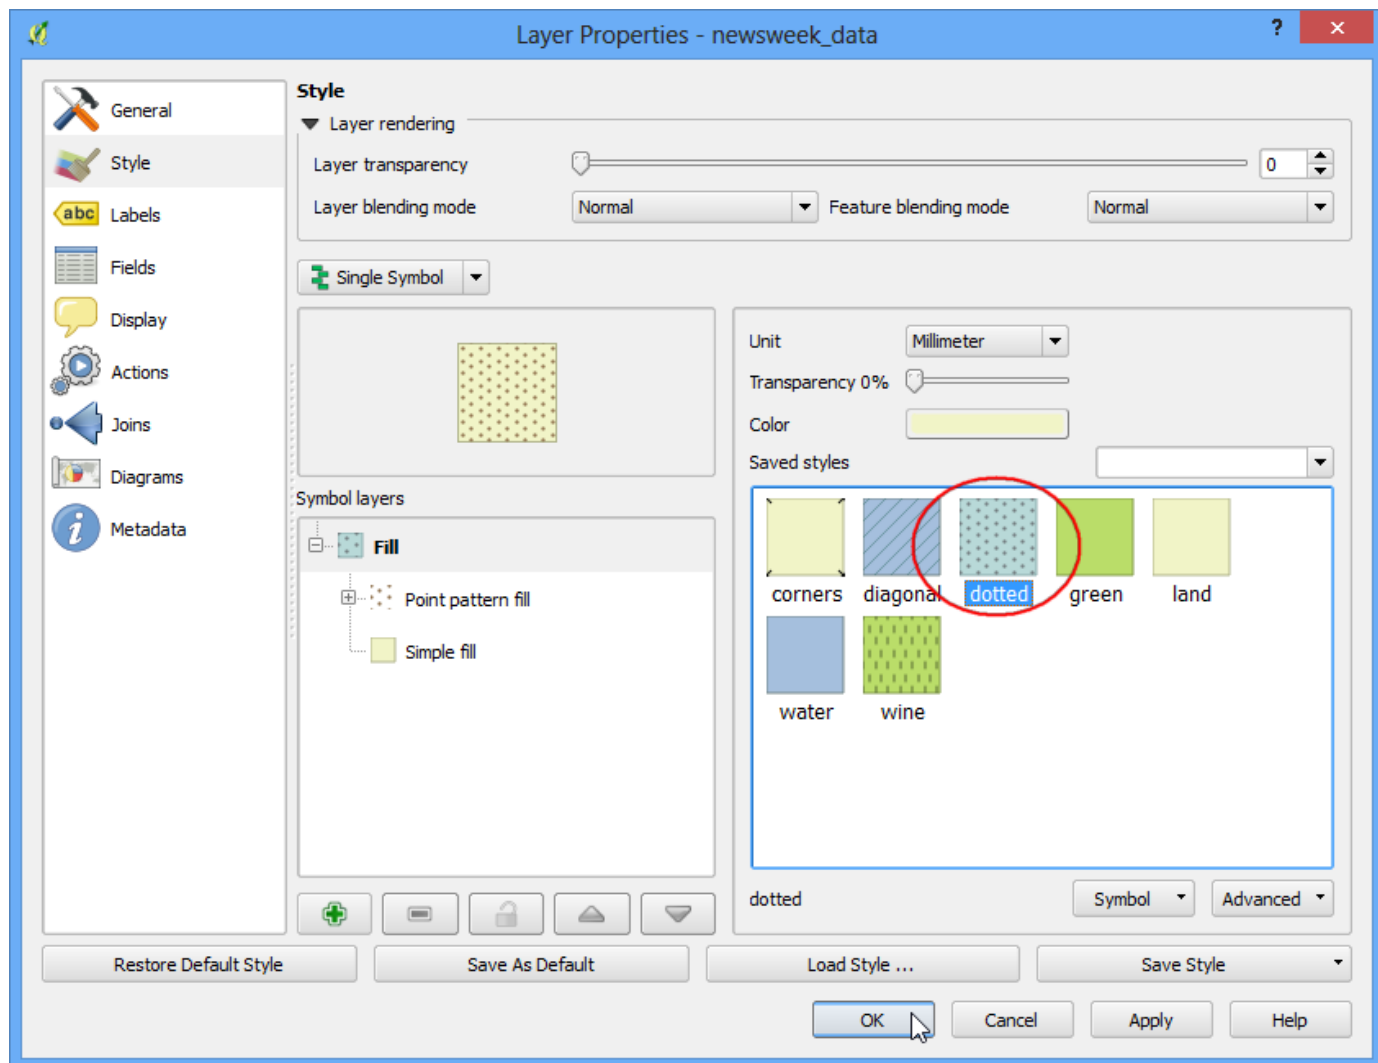 Layer Properties - newsweek_data
?
General
Style
abc Labels
Fields
Display
Actions
Joins
Diagrams
i Metadata
Style
Layer rendering
Layer transparency 0
Layer blending mode Normal Feature blending mode Normal
Single Symbol
Symbol layers
Fill
Point pattern fill
Simple fill
Unit Millimeter
Transparency 0%
Color
Saved styles
corners diagonal dotted green land
water wine
dotted Symbol Advanced
Restore Default Style Save As Default Load Style ... Save Style
OK Cancel Apply Help